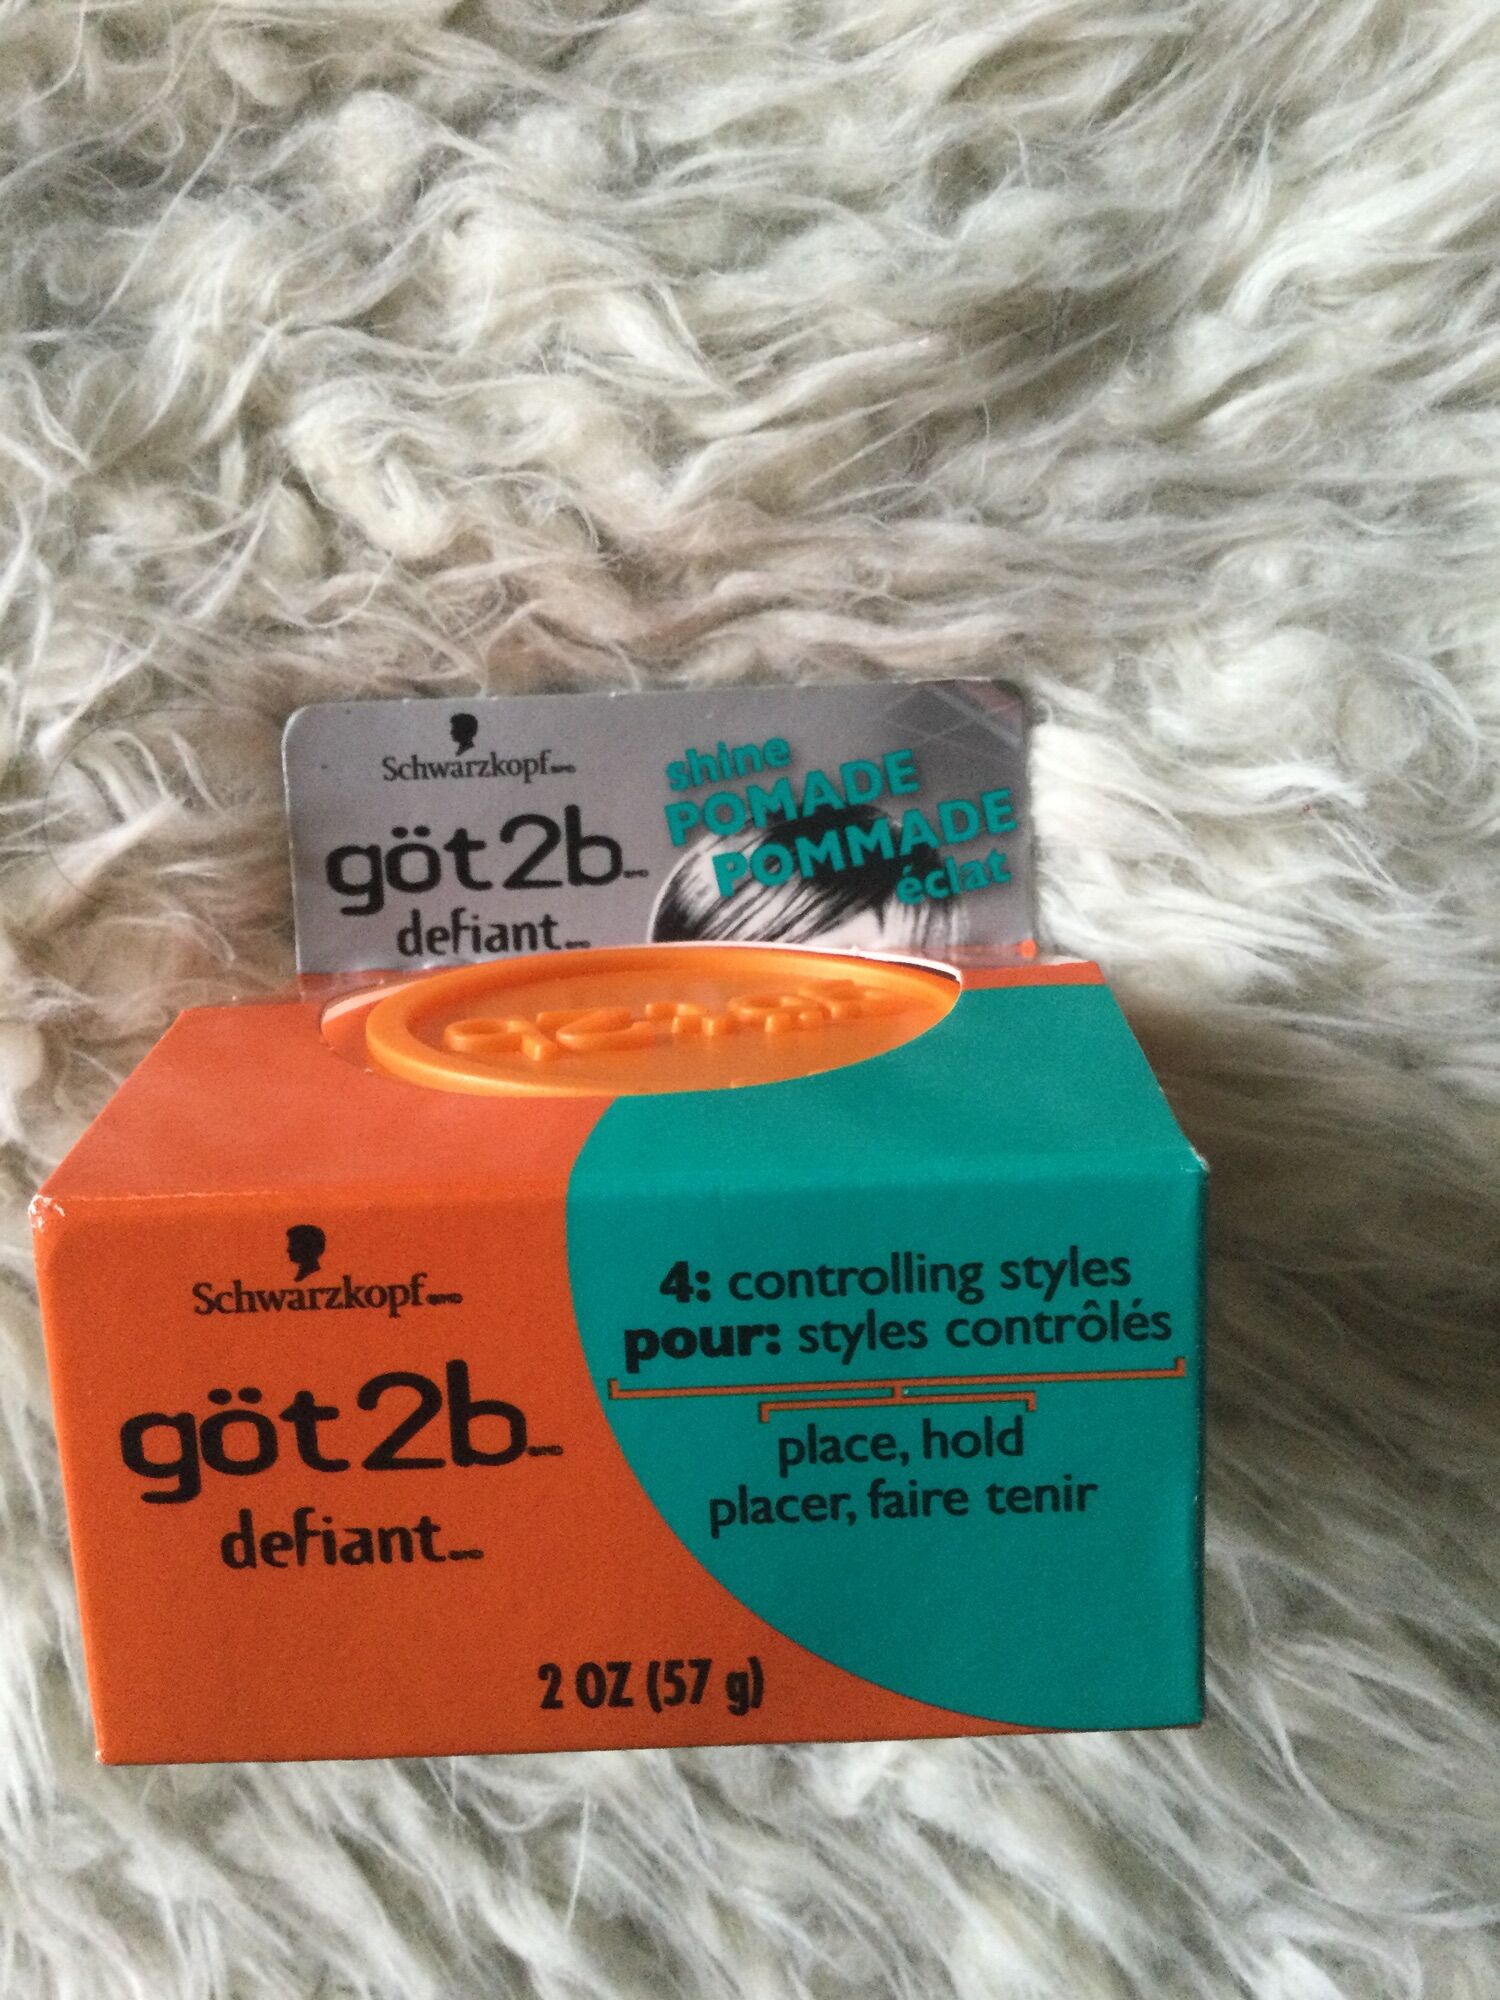 Schwarzkopf
göt2b
defiant
shine
POMADE
POMMADE
éclat
göt2b
Schwarzkopf
göt2b
defiant
4: controlling styles
pour: styles contrôlés
place, hold
placer, faire tenir
2 OZ (57 g)